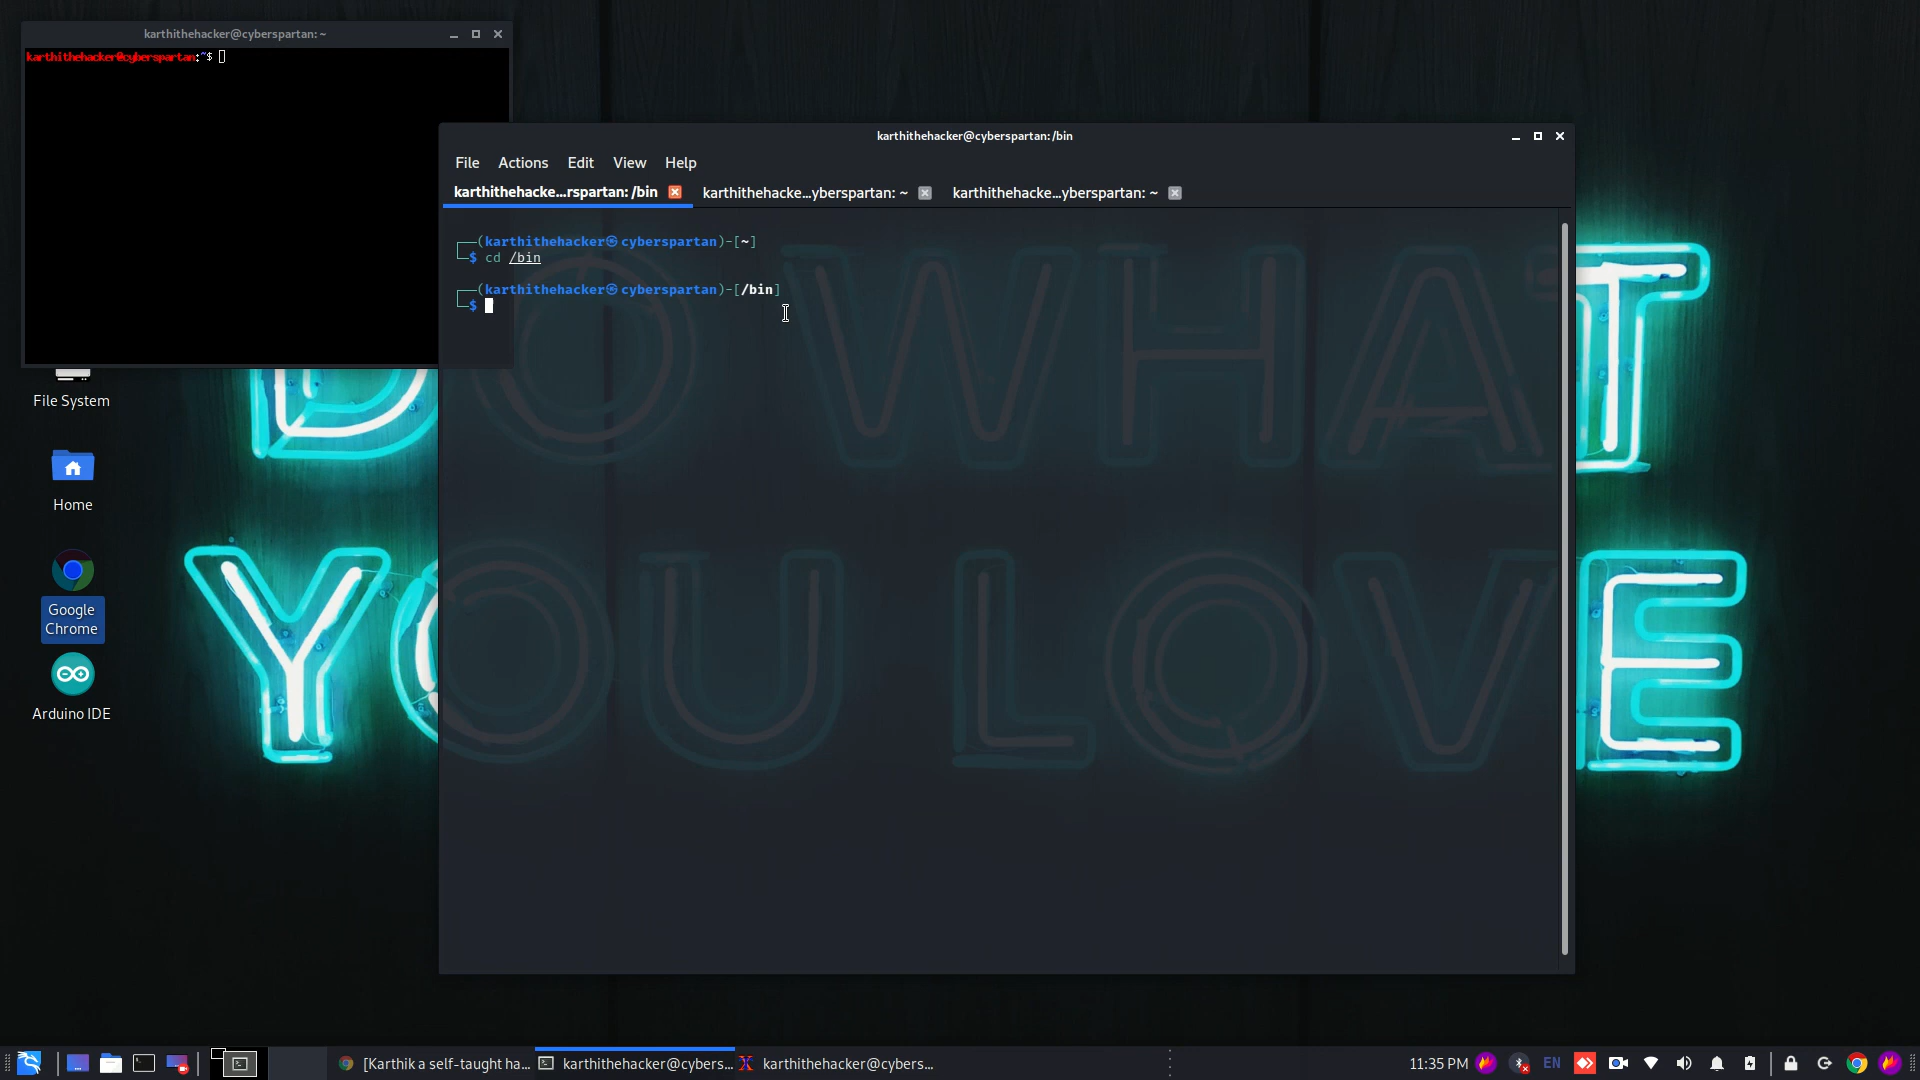 karthithehacker@cyberspartan: ~
karthithehacker@cyberspartan:~$
karthithehacker@cyberspartan: /bin
File Actions Edit View Help
karthithehacke...rspartan: /bin karthithehacke...yberspartan: ~ karthithehacke...yberspartan: ~
┌──(karthithehacker㉿cyberspartan)-[~]
└─$ cd /bin
┌──(karthithehacker㉿cyberspartan)-[/bin]
└─$
DO WHAT
YOU LOVE
File System
Home
Google
Chrome
Arduino IDE
[Karthik a self-taught ha... karthithehacker@cybers... karthithehacker@cybers... 11:35 PM EN